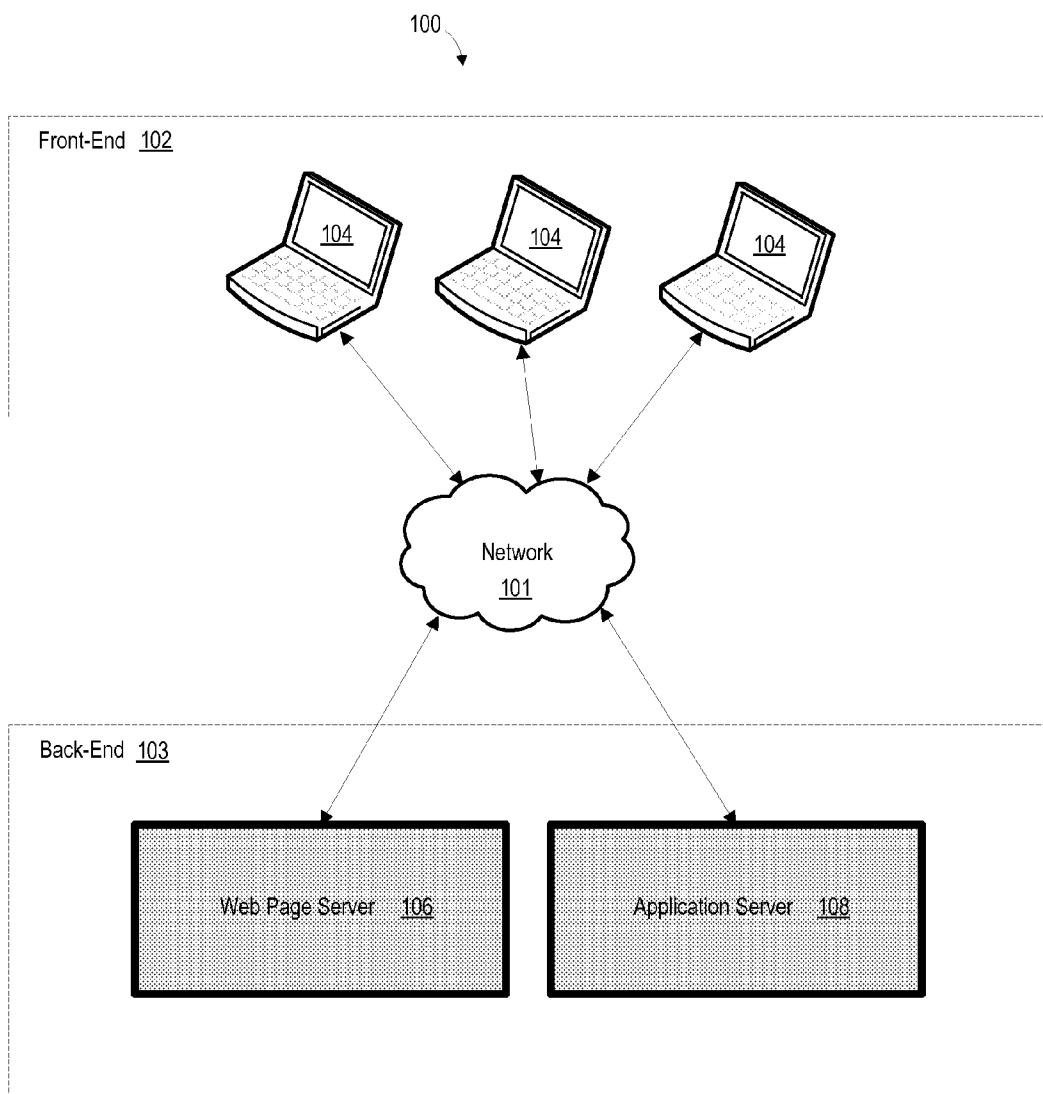 100
Front-End 102
104
104
104
Network
101
Back-End 103
Web Page Server 106
Application Server 108